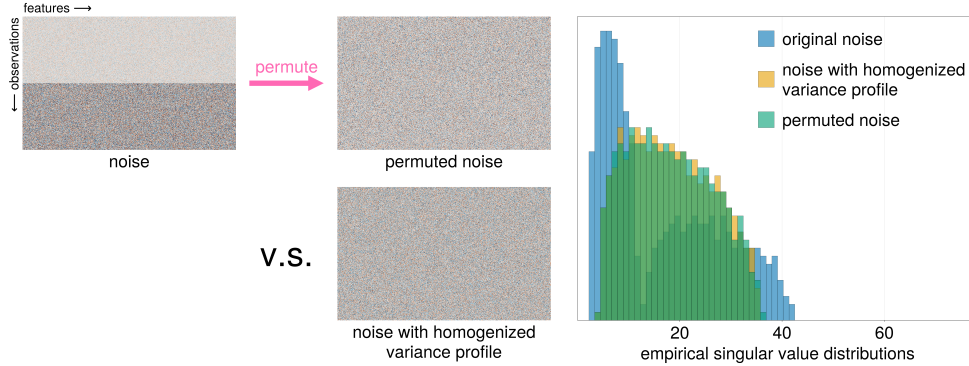 features ⟶
⟵ observations
noise
permute
permuted noise
v.s.
noise with homogenized
variance profile
original noise
noise with homogenized
variance profile
permuted noise
20
40
60
empirical singular value distributions